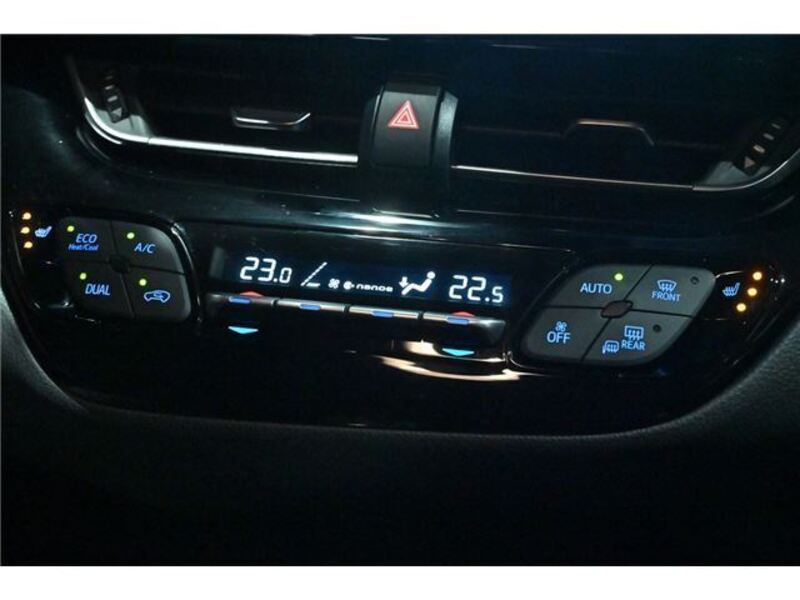 ECO
Heat/Cool
A/C
DUAL
23.0
nanoe
22.5
AUTO
FRONT
OFF
REAR